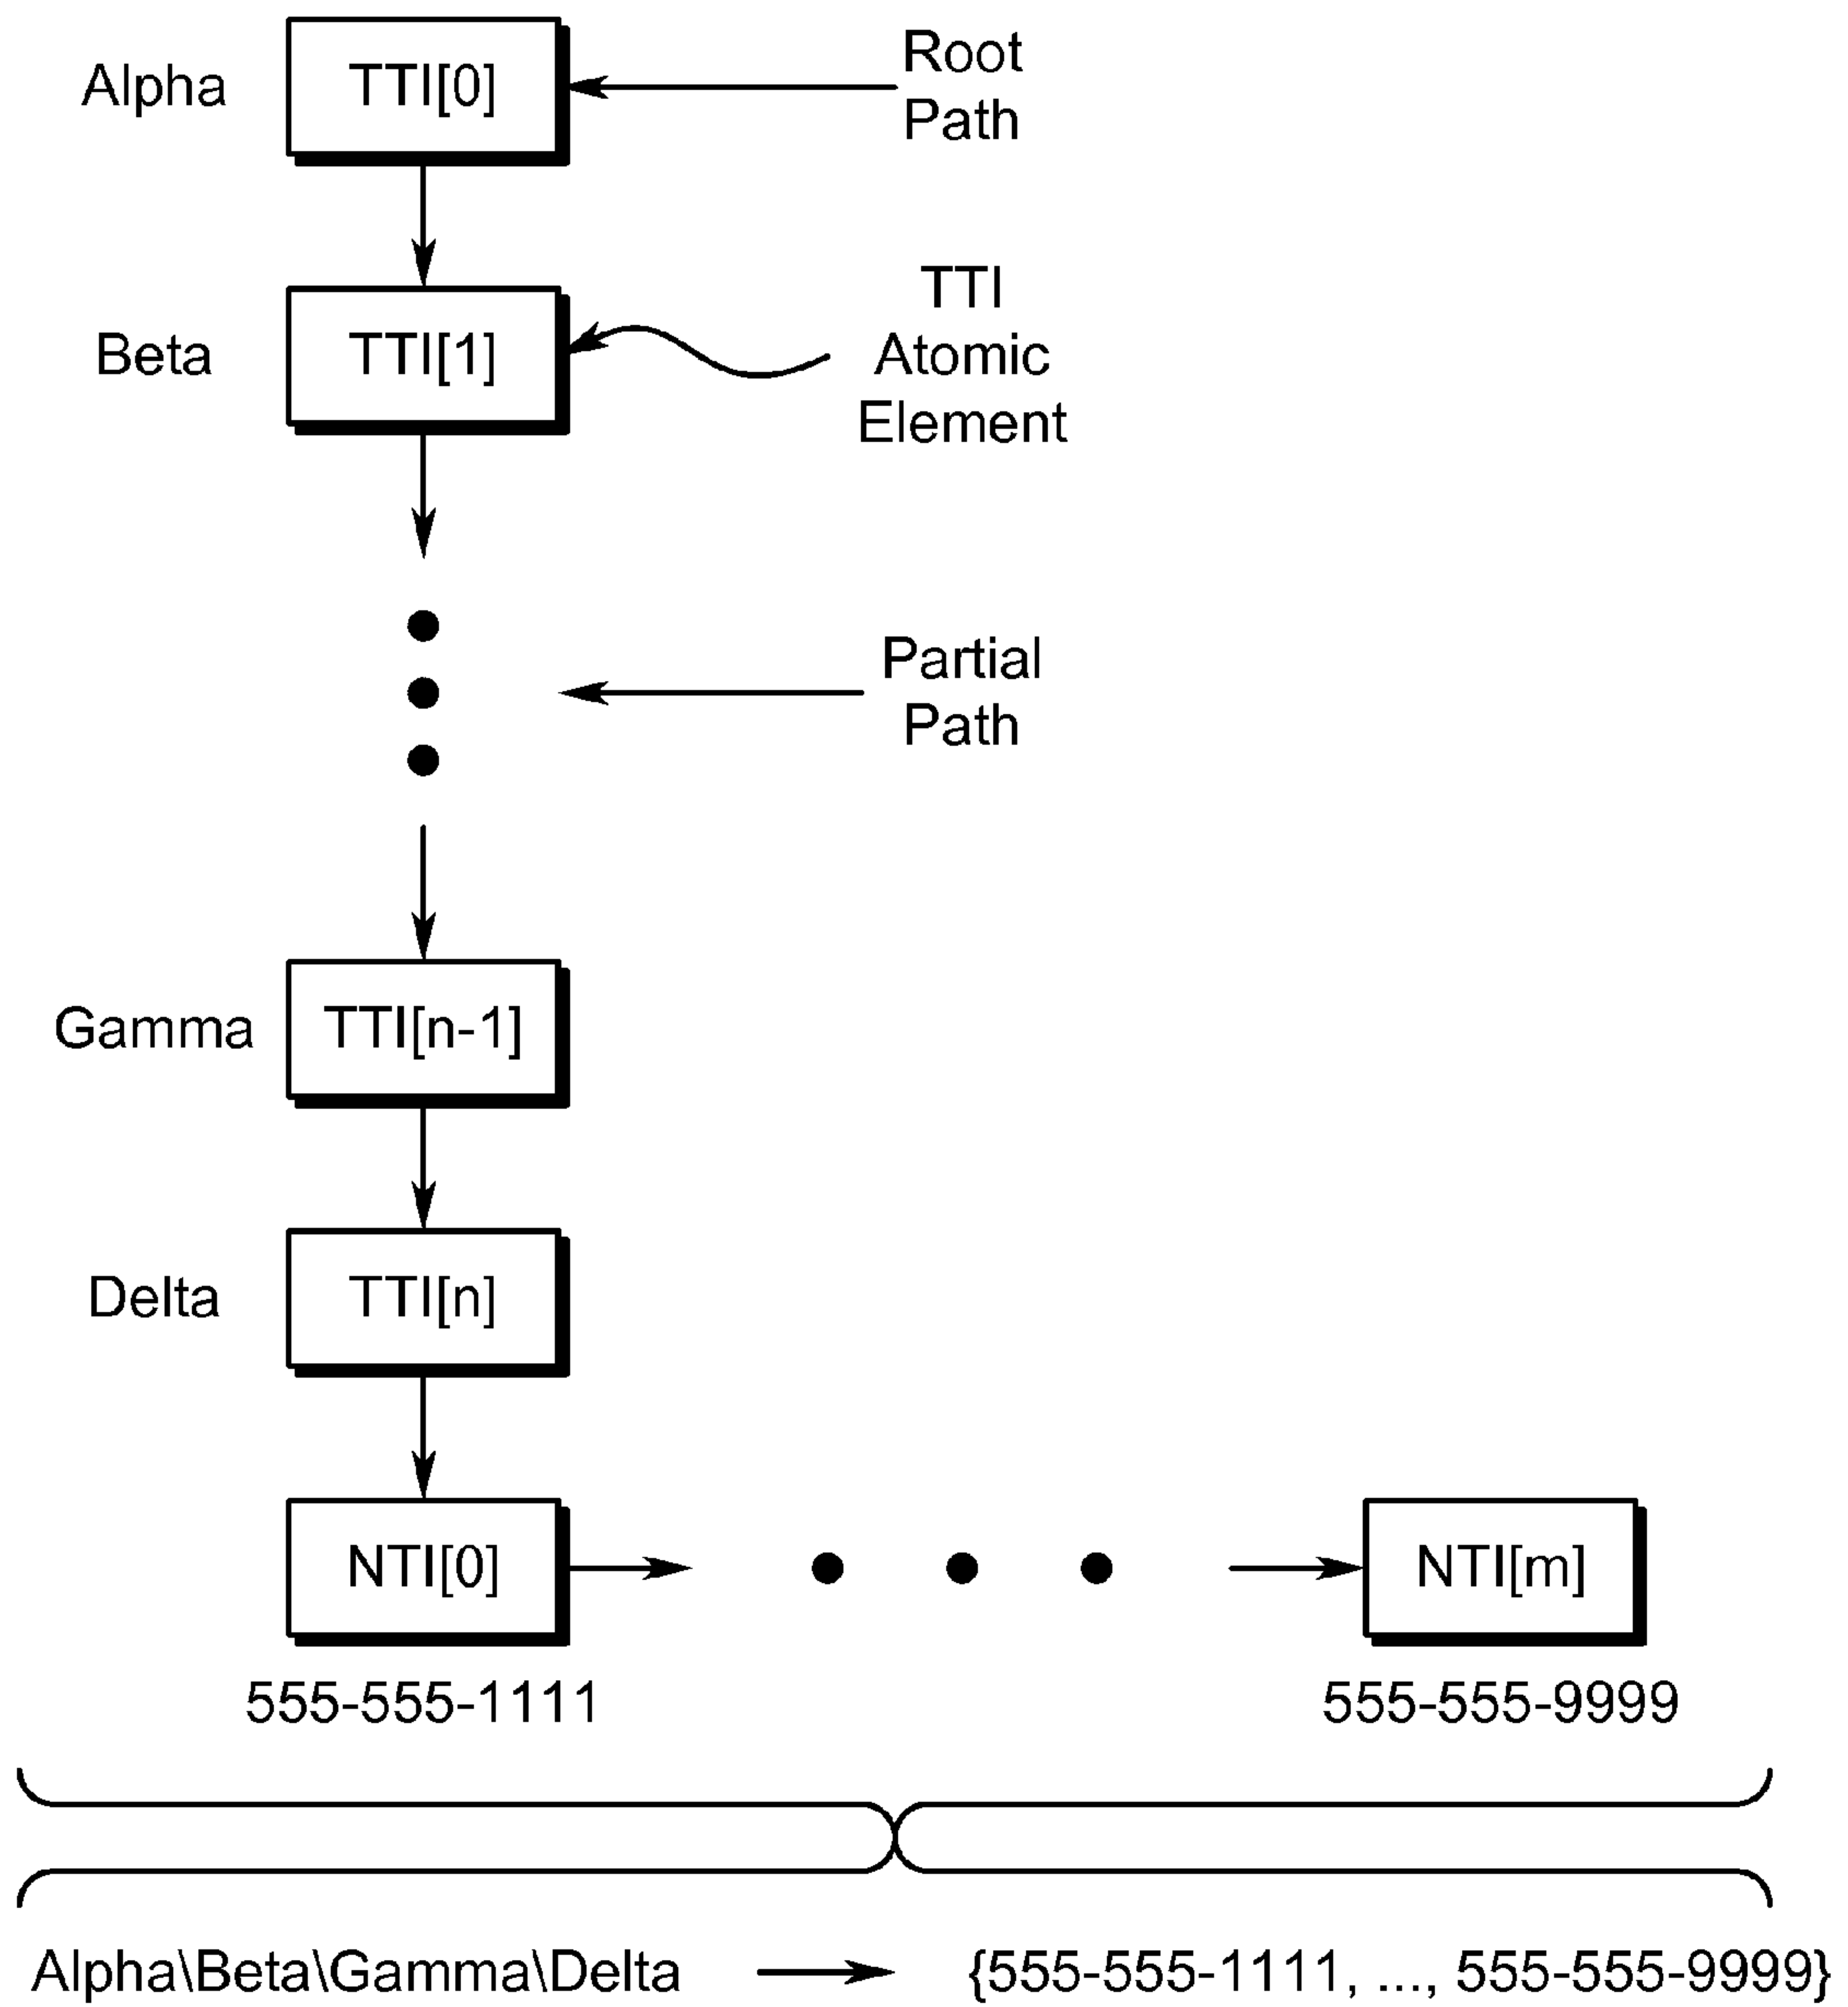 Alpha
TTI[0]
Root
Path
Beta
TTI[1]
TTI
Atomic
Element
Partial
Path
Gamma
TTI[n-1]
Delta
TTI[n]
NTI[0]
NTI[m]
555-555-1111
555-555-9999
Alpha\Beta\Gamma\Delta
{555-555-1111, ..., 555-555-9999}